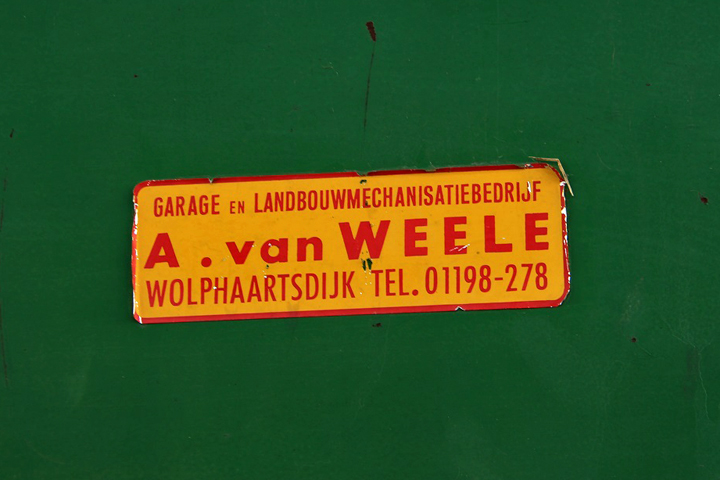 GARAGE EN LANDBOUWMECHANISATIEBEDRIJF
A. van WEELE
WOLPHAARTSDIJK TEL. 01198-278